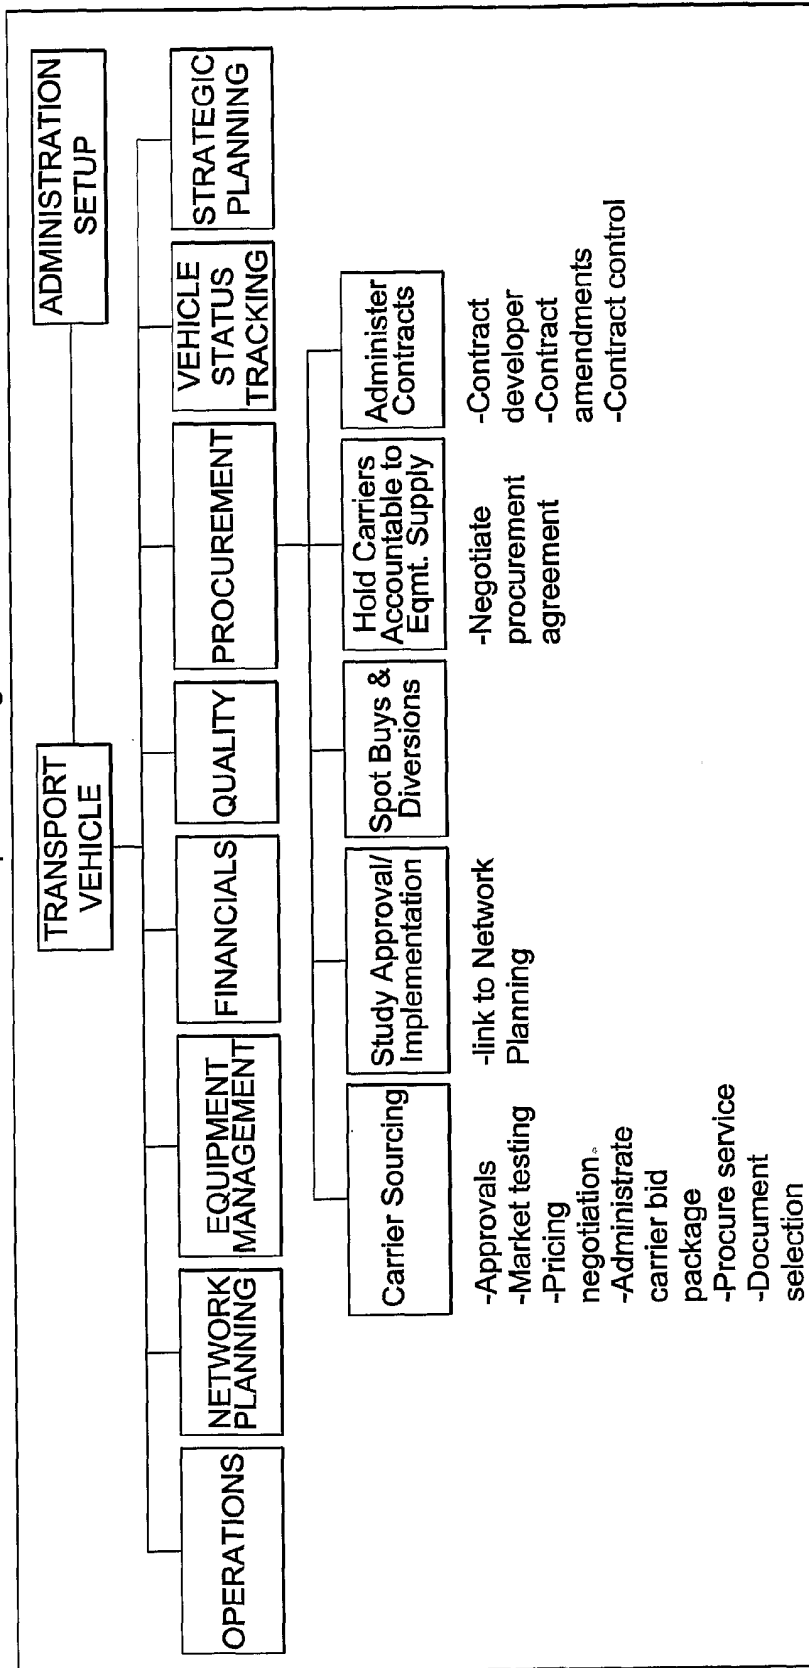 TRANSPORT
VEHICLE
ADMINISTRATION
SETUP
OPERATIONS
NETWORK
PLANNING
EQUIPMENT
MANAGEMENT
FINANCIALS
QUALITY
PROCUREMENT
VEHICLE
STATUS
TRACKING
STRATEGIC
PLANNING
Carrier Sourcing
-Approvals
-Market testing
-Pricing
negotiation
-Administrate
carrier bid
package
-Procure service
-Document
selection
Study Approval/
Implementation
-link to Network
Planning
Spot Buys &
Diversions
Hold Carriers
Accountable to
Eqmt. Supply
-Negotiate
procurement
agreement
Administer
Contracts
-Contract
developer
-Contract
amendments
-Contract control